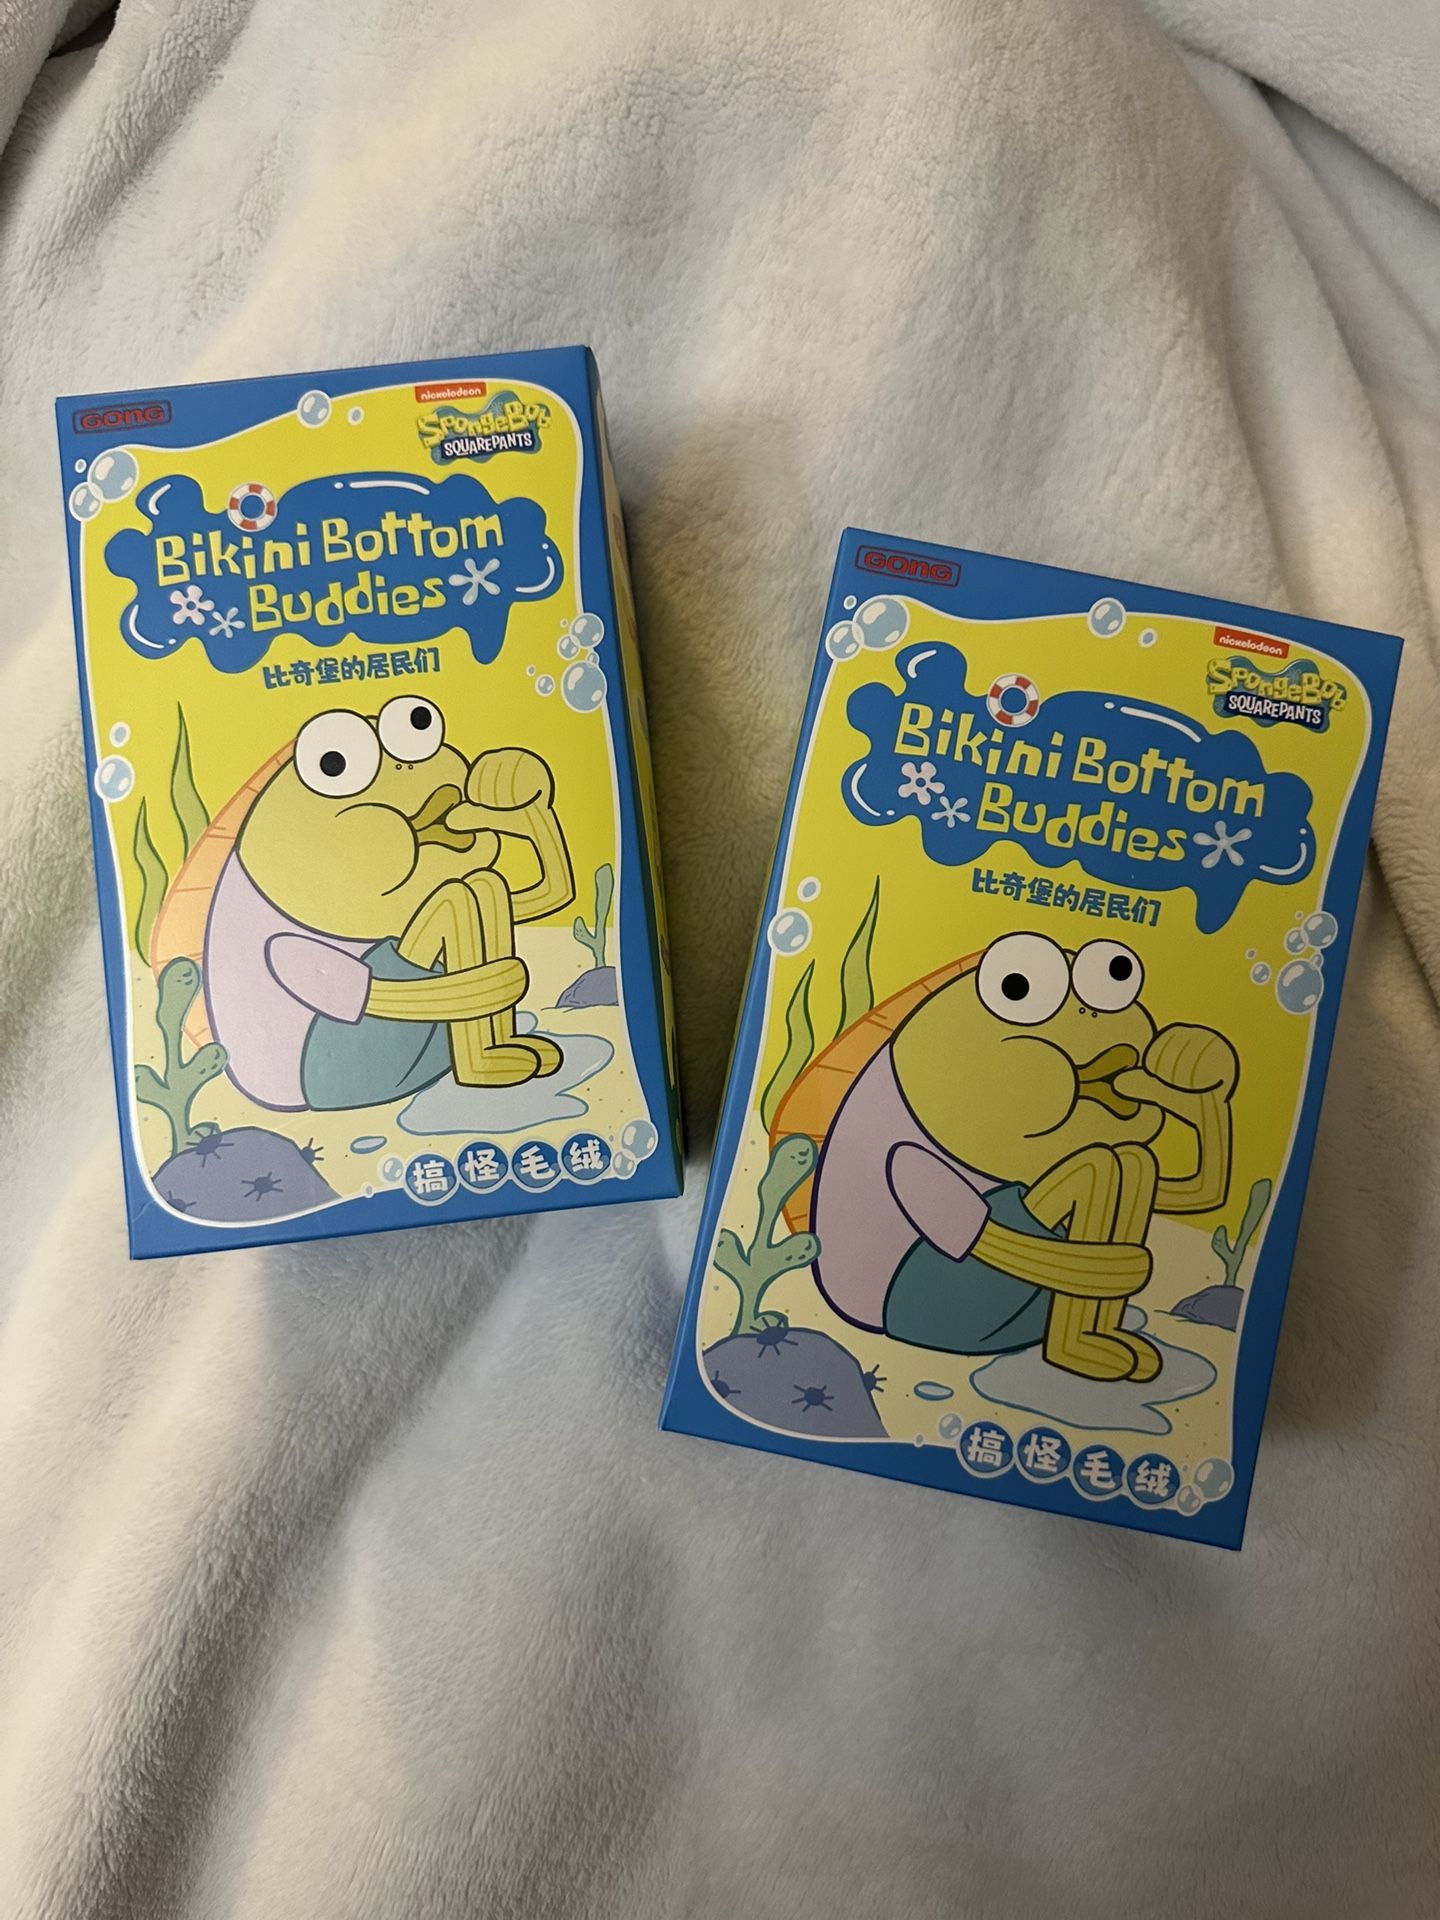 GONG
nickelodeon
SpongeBob
SQUAREPANTS
Bikini Bottom
Buddies
比奇堡的居民们
搞怪毛绒
GONG
nickelodeon
SpongeBob
SQUAREPANTS
Bikini Bottom
Buddies
比奇堡的居民们
搞怪毛绒